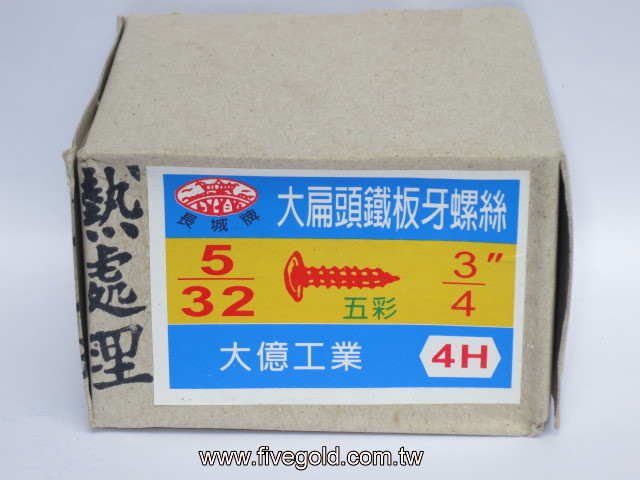 熱處理
長城牌
大扁頭鐵板牙螺絲
5/32
五彩
3/4"
大億工業
4H
www.fivegold.com.tw